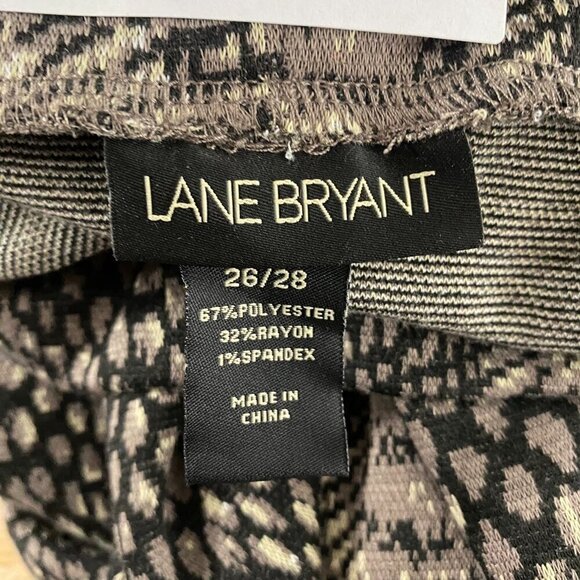 LANE BRYANT
26/28
67%POLYESTER
32%RAYON
1%SPANDEX
MADE IN
CHINA